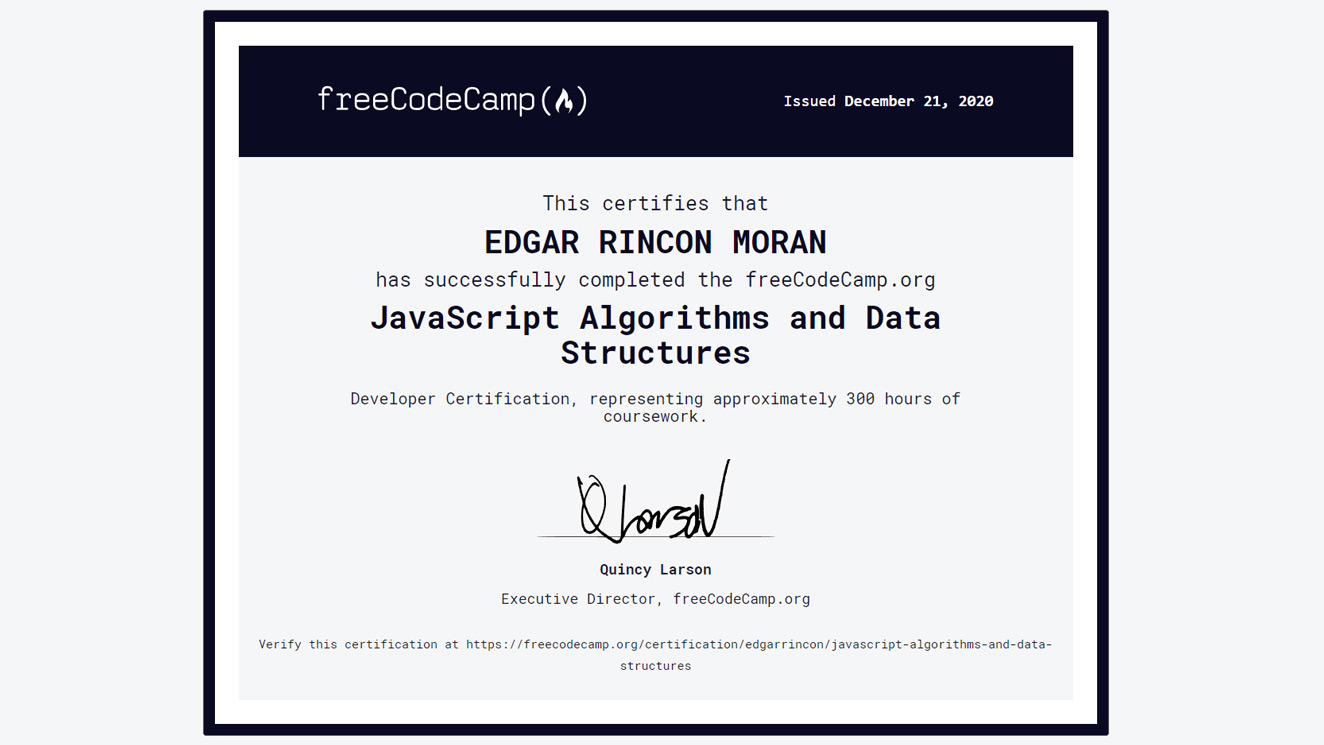 freeCodeCamp(🔥)
Issued December 21, 2020
This certifies that
EDGAR RINCON MORAN
has successfully completed the freeCodeCamp.org
JavaScript Algorithms and Data
Structures
Developer Certification, representing approximately 300 hours of
coursework.
Q Larson
Quincy Larson
Executive Director, freeCodeCamp.org
Verify this certification at https://freecodecamp.org/certification/edgarrincon/javascript-algorithms-and-data-
structures